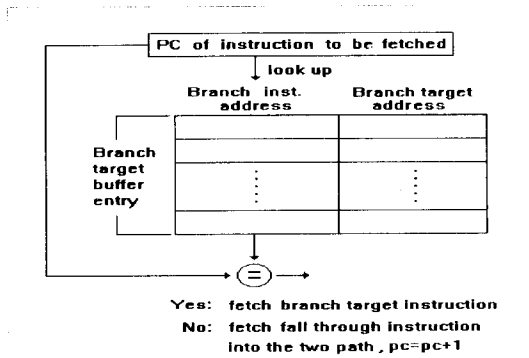 PC of instruction to be fetched
look up
Branch inst. address
Branch target address
Branch target buffer entry
=
Yes: fetch branch target instruction
No: fetch fall through instruction
into the two path , pc=pc+1